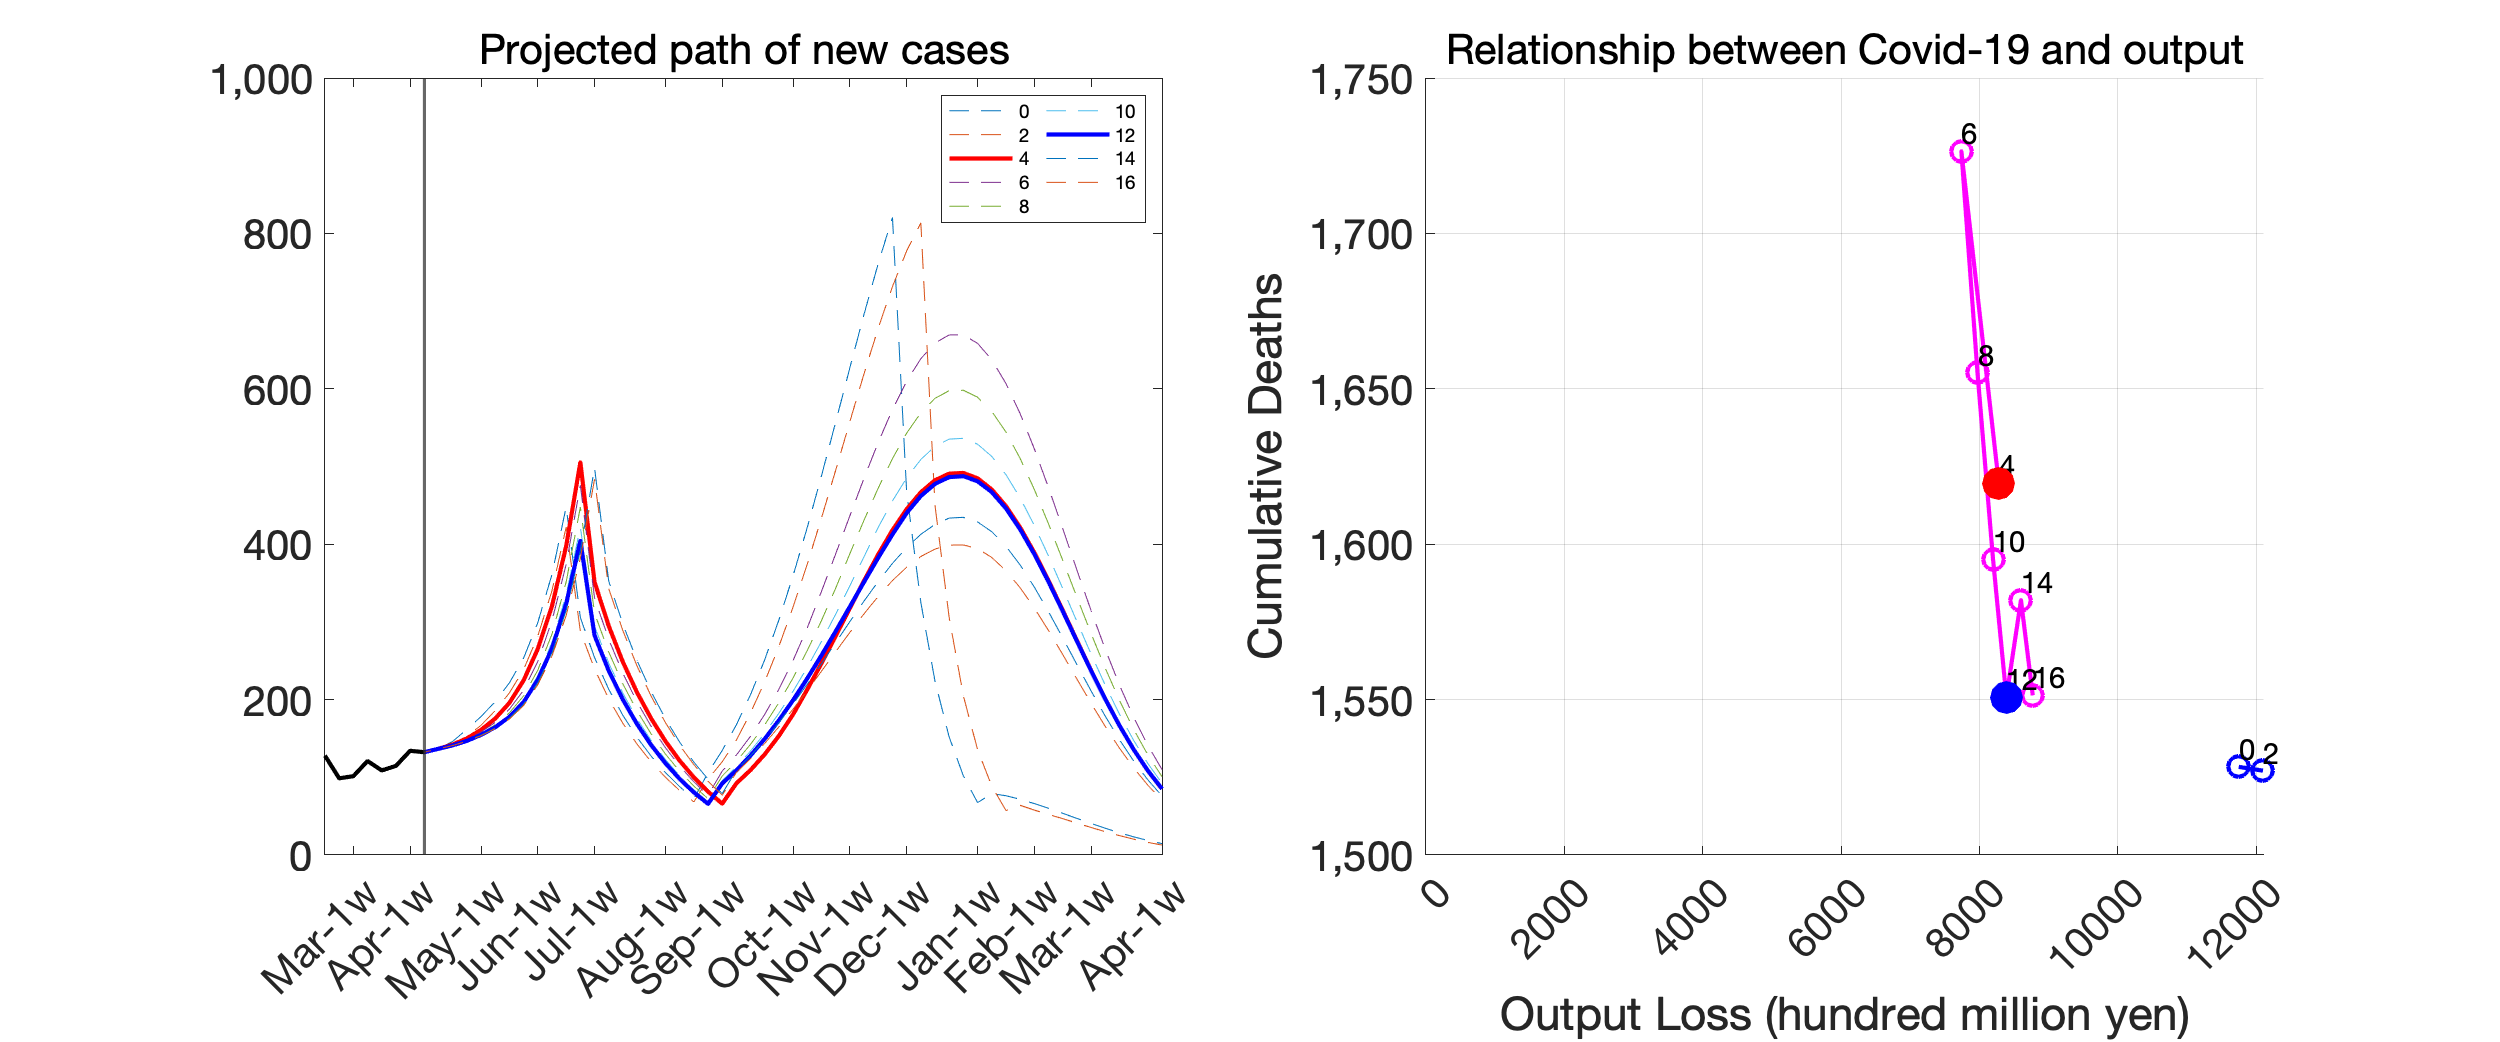 Projected path of new cases
1,000
800
600
400
200
0
0 10
2 12
4 14
6 16
8
Mar-1w
Apr-1w
May-1w
Jun-1w
Jul-1w
Aug-1w
Sep-1w
Oct-1w
Nov-1w
Dec-1w
Jan-1w
Feb-1w
Mar-1w
Apr-1w
Relationship between Covid-19 and output
Cumulative Deaths
1,750
1,700
1,650
1,600
1,550
1,500
6
8
4
10
14
12
16
0
2
0
2000
4000
6000
8000
10000
12000
Output Loss (hundred million yen)